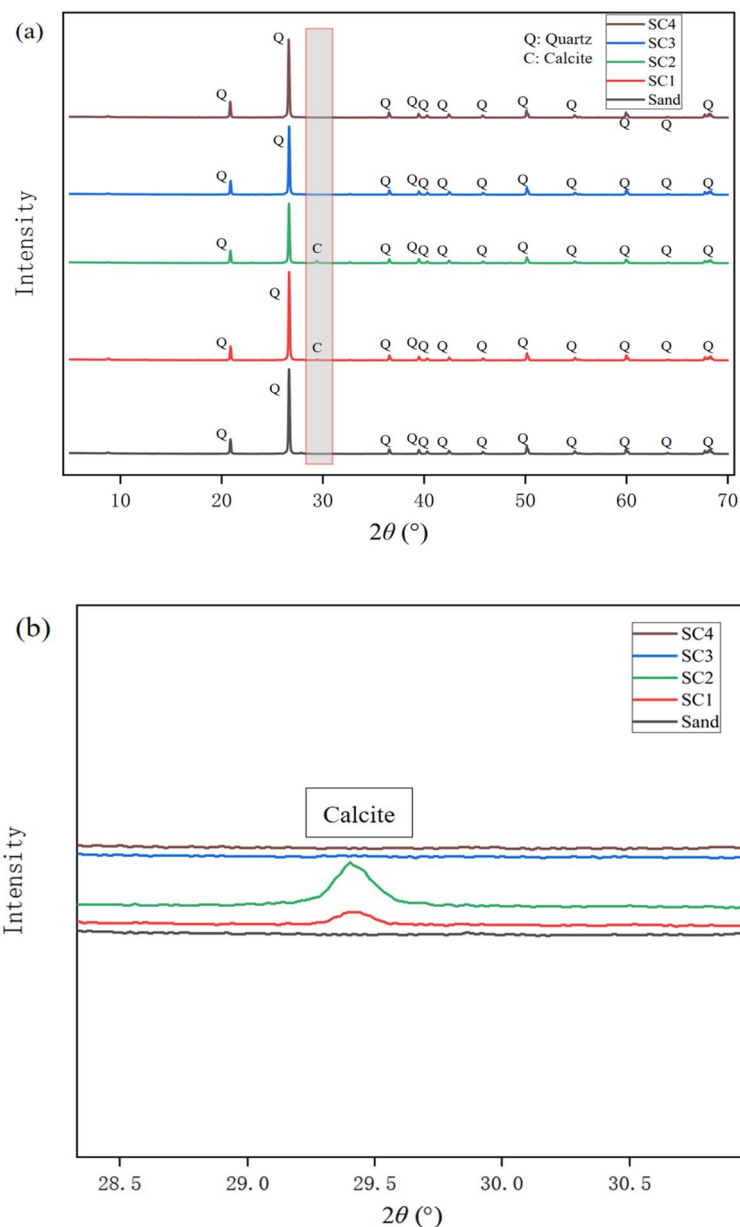 (a)
Q: Quartz
C: Calcite
SC4
SC3
SC2
SC1
Sand
Q Q Q Q Q Q Q Q Q Q Q Q
Q Q Q Q Q Q Q Q Q Q Q Q
Q Q C Q Q Q Q Q Q Q Q Q Q
Q Q C Q Q Q Q Q Q Q Q Q Q
Q Q Q Q Q Q Q Q Q Q Q Q
Intensity
10 20 30 40 50 60 70
2θ (°)
(b)
SC4
SC3
SC2
SC1
Sand
Calcite
Intensity
28.5 29.0 29.5 30.0 30.5
2θ (°)